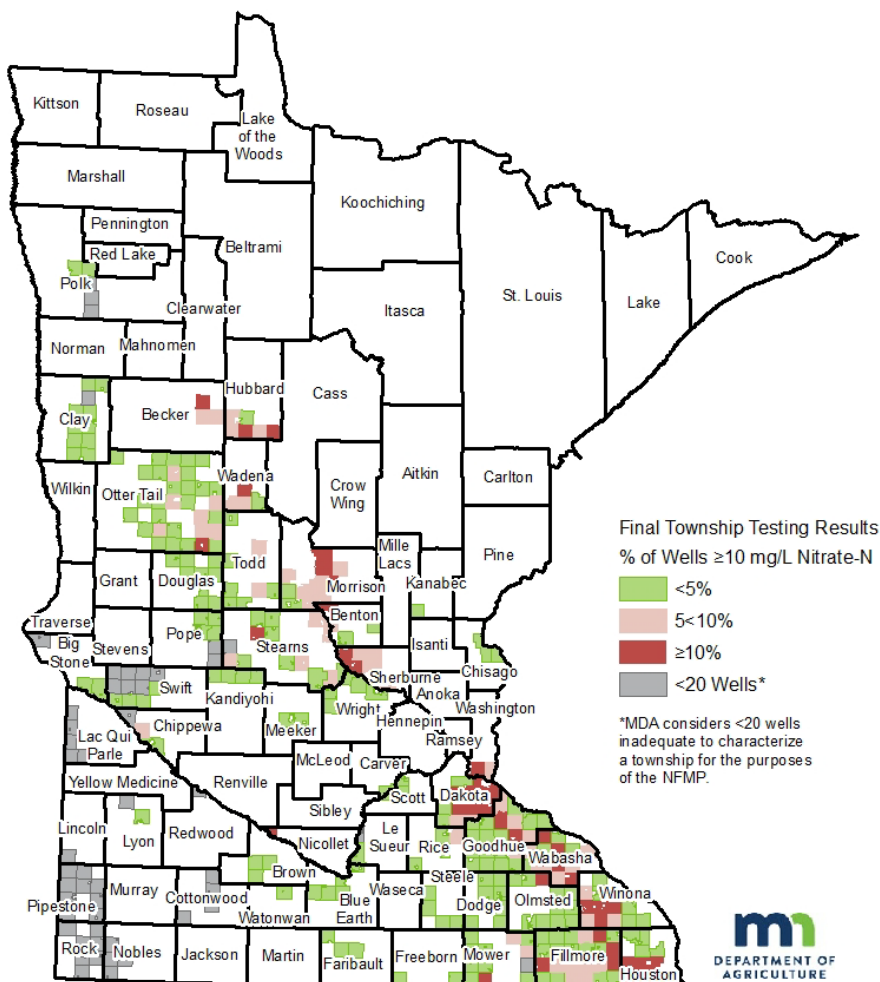 Kittson
Roseau
Lake
of the
Woods
Marshall
Koochiching
Pennington
Beltrami
Red Lake
Cook
Polk
St. Louis
Lake
Clearwater
Itasca
Norman
Mahnomen
Hubbard
Cass
Clay
Becker
Aitkin
Carlton
Wadena
Wilkin
Otter Tail
Crow
Wing
Final Township Testing Results
% of Wells ≥10 mg/L Nitrate-N
<5%
5<10%
≥10%
<20 Wells*
*MDA considers <20 wells
inadequate to characterize
a township for the purposes
of the NFMP.
Mille
Lacs
Pine
Todd
Grant
Douglas
Morrison
Kanabec
Benton
Traverse
Pope
Big
Stone
Stevens
Stearns
Isanti
Sherburne
Chisago
Swift
Kandiyohi
Anoka
Wright
Washington
Hennepin
Lac Qui
Parle
Chippewa
Meeker
Ramsey
McLeod
Carver
Yellow Medicine
Renville
Scott
Dakota
Sibley
Lincoln
Lyon
Redwood
Nicollet
Le
Sueur
Rice
Goodhue
Wabasha
Brown
Steele
Pipestone
Murray
Cottonwood
Watonwan
Blue
Earth
Waseca
Dodge
Olmsted
Winona
Rock
Nobles
Jackson
Martin
Faribault
Freeborn
Mower
Fillmore
Houston
mn
DEPARTMENT OF
AGRICULTURE